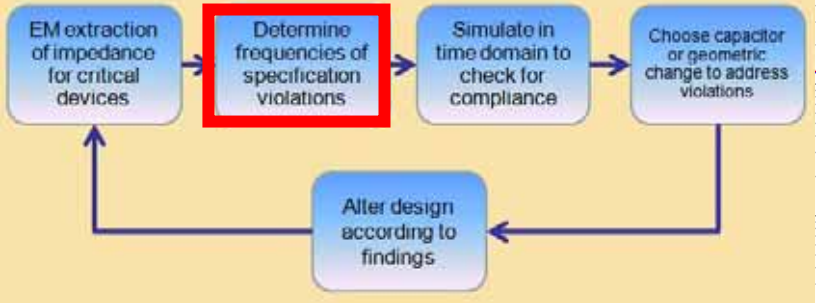 EM extraction
of impedance
for critical
devices
Determine
frequencies of
specification
violations
Simulate in
time domain to
check for
compliance
Choose capacitor
or geometric
change to address
violations
Alter design
according to
findings